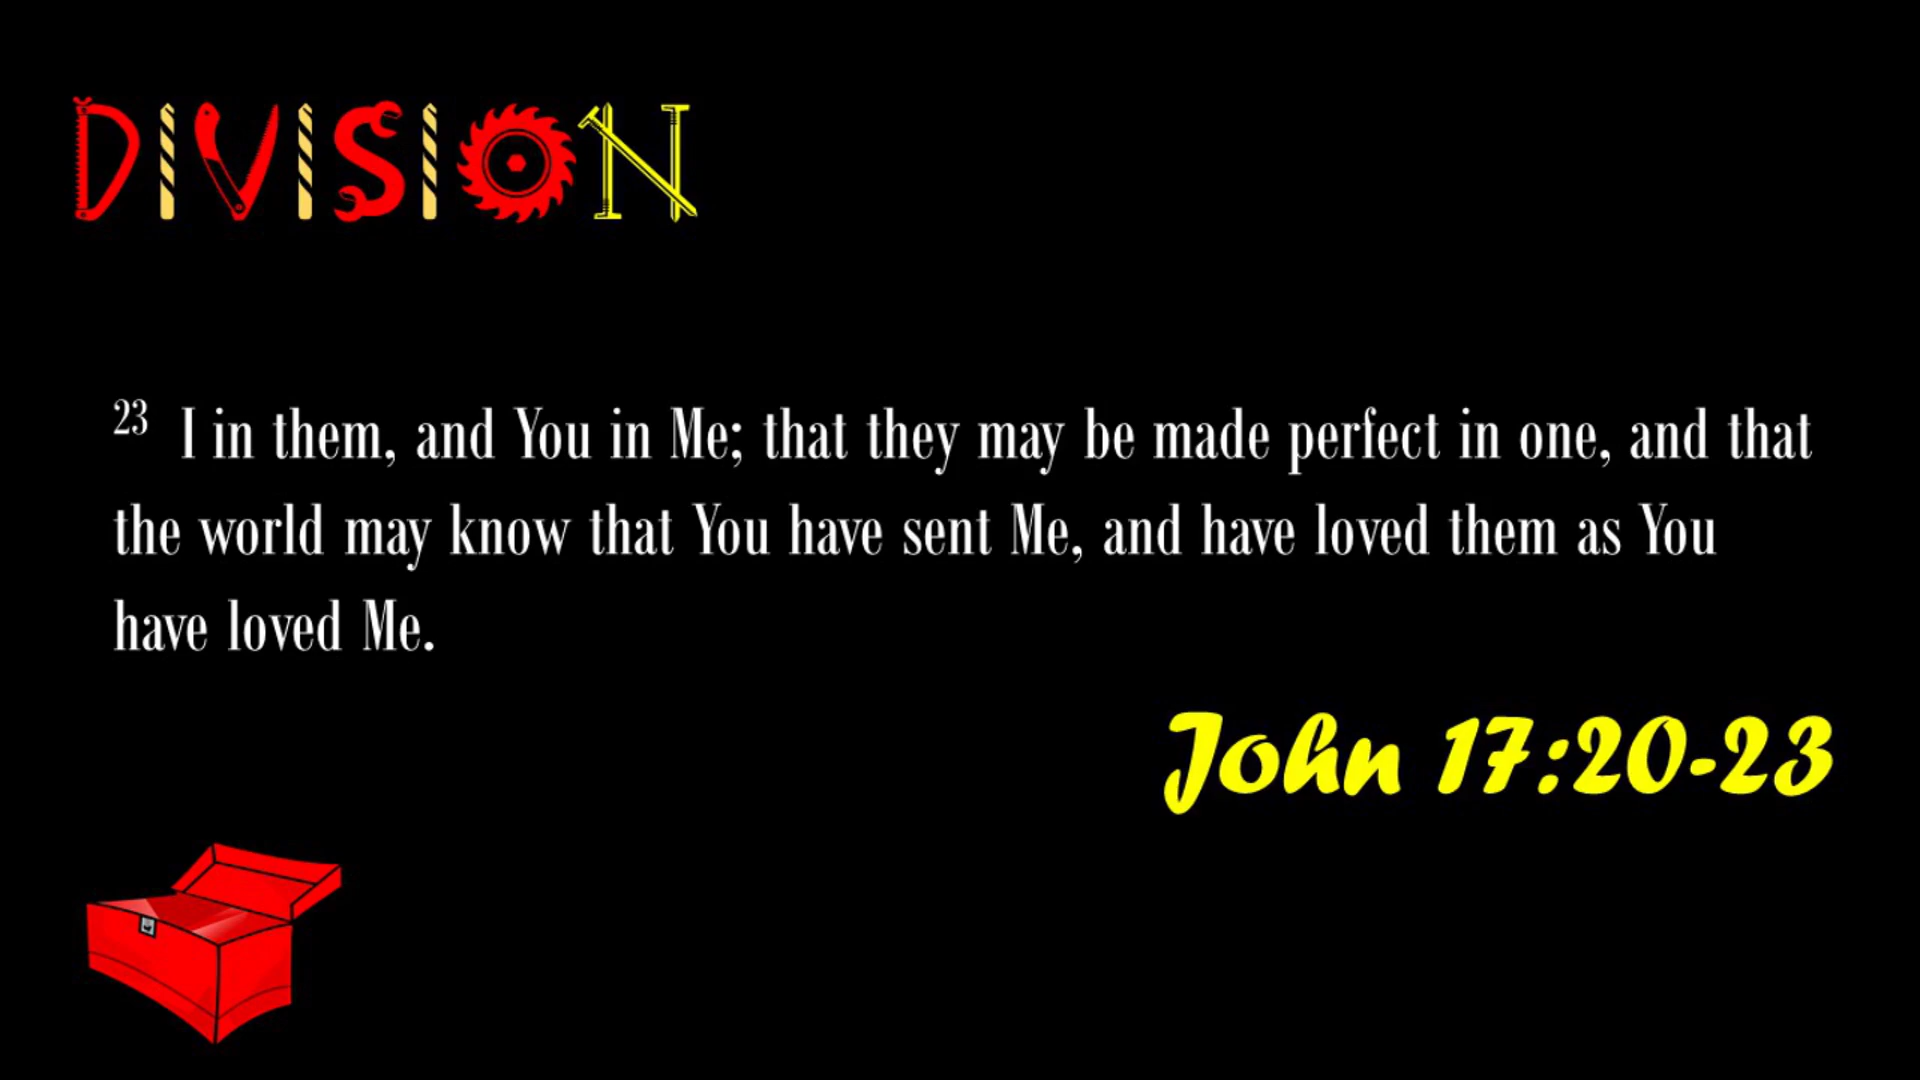 DIVISION
23 I in them, and You in Me; that they may be made perfect in one, and that
the world may know that You have sent Me, and have loved them as You
have loved Me.
John 17:20-23